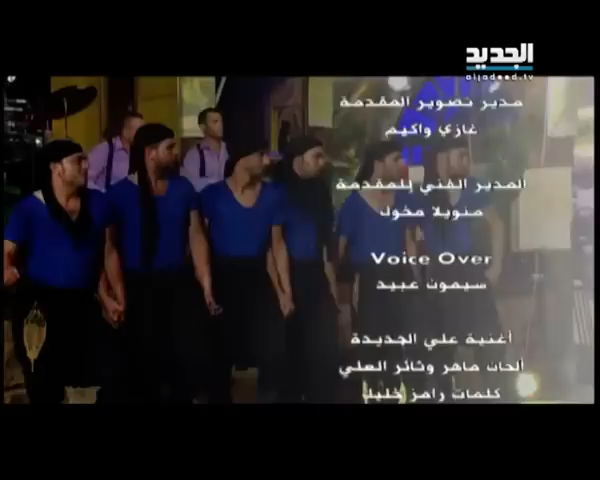 الجديد
aljadeed.tv
مدير تصوير المقدمة
غازي واكيم
المدير الفني للمقدمة
منويلا مخول
Voice Over
سيمون عبيد
أغنية علي الجديدة
ألحان ماهر وثائر العلي
كلمات رامز خليل